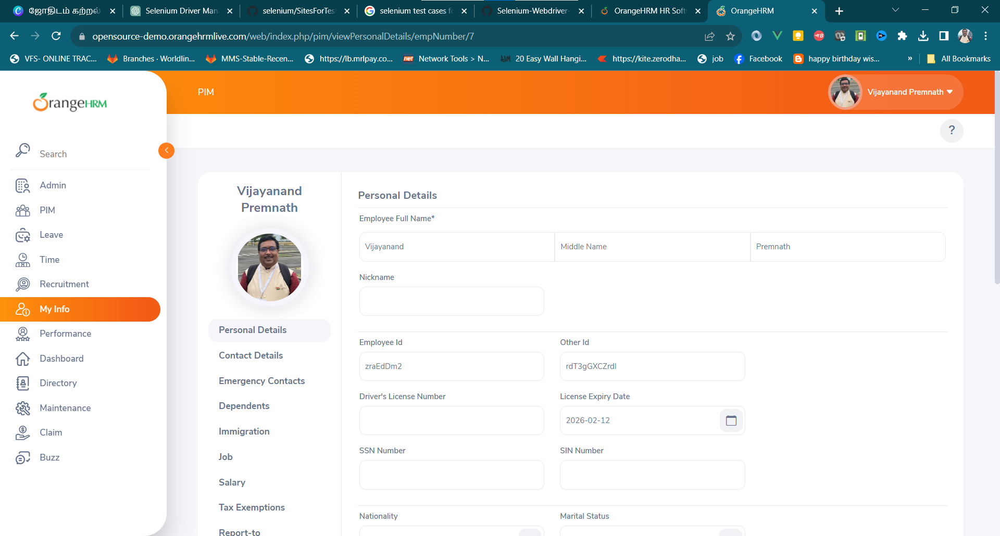 ஜோதிடம் கற்றல்
Selenium Driver Man
selenium/SitesForTes
selenium test cases fo
Selenium-Webdriver-
OrangeHRM HR Soft
OrangeHRM
opensource-demo.orangehrmlive.com/web/index.php/pim/viewPersonalDetails/empNumber/7
VFS- ONLINE TRAC...
Branches · Worldlin...
MMS-Stable-Recen...
https://lb.mrlpay.co...
Network Tools > N...
20 Easy Wall Hangi...
https://kite.zerodha...
job
Facebook
happy birthday wis...
»
All Bookmarks
OrangeHRM
PIM
Vijayanand Premnath
?
Search
Admin
PIM
Leave
Time
Recruitment
My Info
Performance
Dashboard
Directory
Maintenance
Claim
Buzz
Vijayanand
Premnath
Personal Details
Contact Details
Emergency Contacts
Dependents
Immigration
Job
Salary
Tax Exemptions
Report-to
Personal Details
Employee Full Name*
Vijayanand
Middle Name
Premnath
Nickname
Employee Id
Other Id
zraEdDm2
rdT3gGXCZrdI
Driver's License Number
License Expiry Date
2026-02-12
SSN Number
SIN Number
Nationality
Marital Status